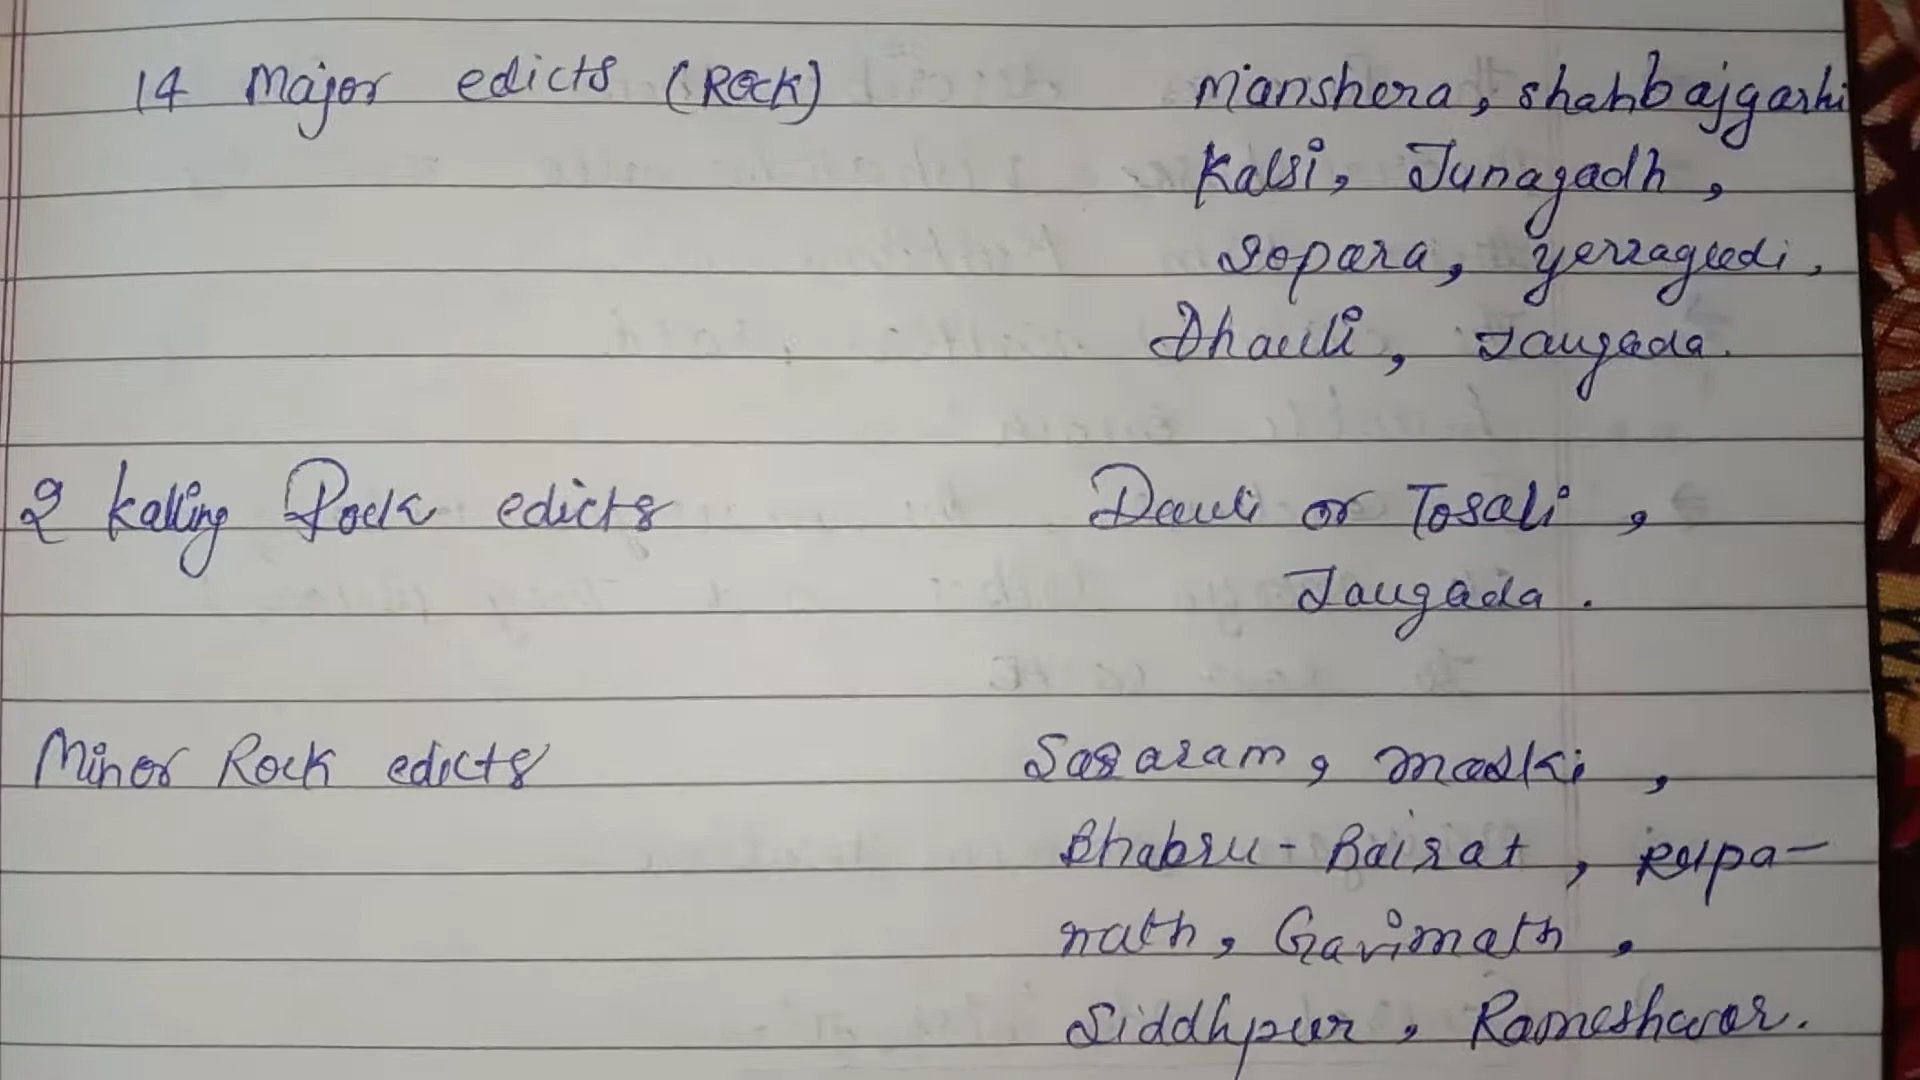 14 Major edicts (Rock) Manshera, shahbajgarhi
Kalsi, Junagadh,
Sopara, Yerragudi,
Dhauli, Jaugada.
2 kaling Rock edicts Dauli or Tosali,
Jaugada.
Minor Rock edicts Sasaram, Maski,
Bhabru-Bairat, Rupa-
nath, Gavimath,
Siddhpur, Rameshwar.